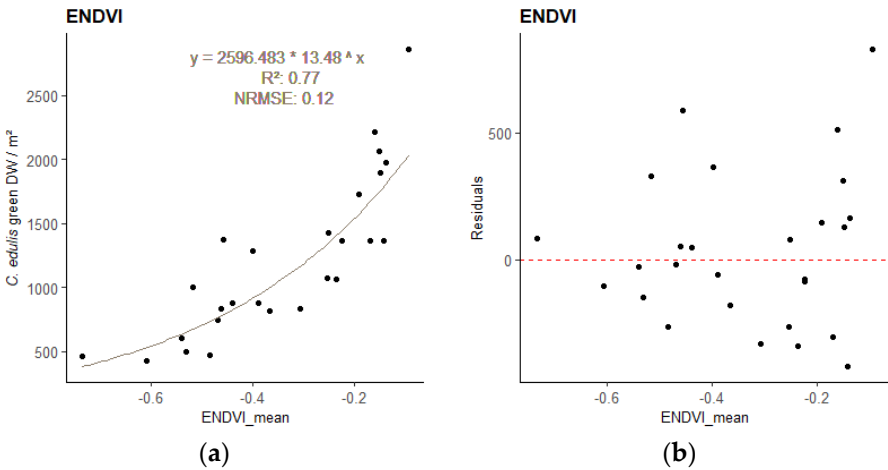 ENDVI
y = 2596.483 * 13.48 ^ x
R²: 0.77
NRMSE: 0.12
C. edulis green DW / m²
2500
2000
1500
1000
500
-0.6
-0.4
-0.2
ENDVI_mean
(a)
ENDVI
Residuals
500
0
-0.6
-0.4
-0.2
ENDVI_mean
(b)